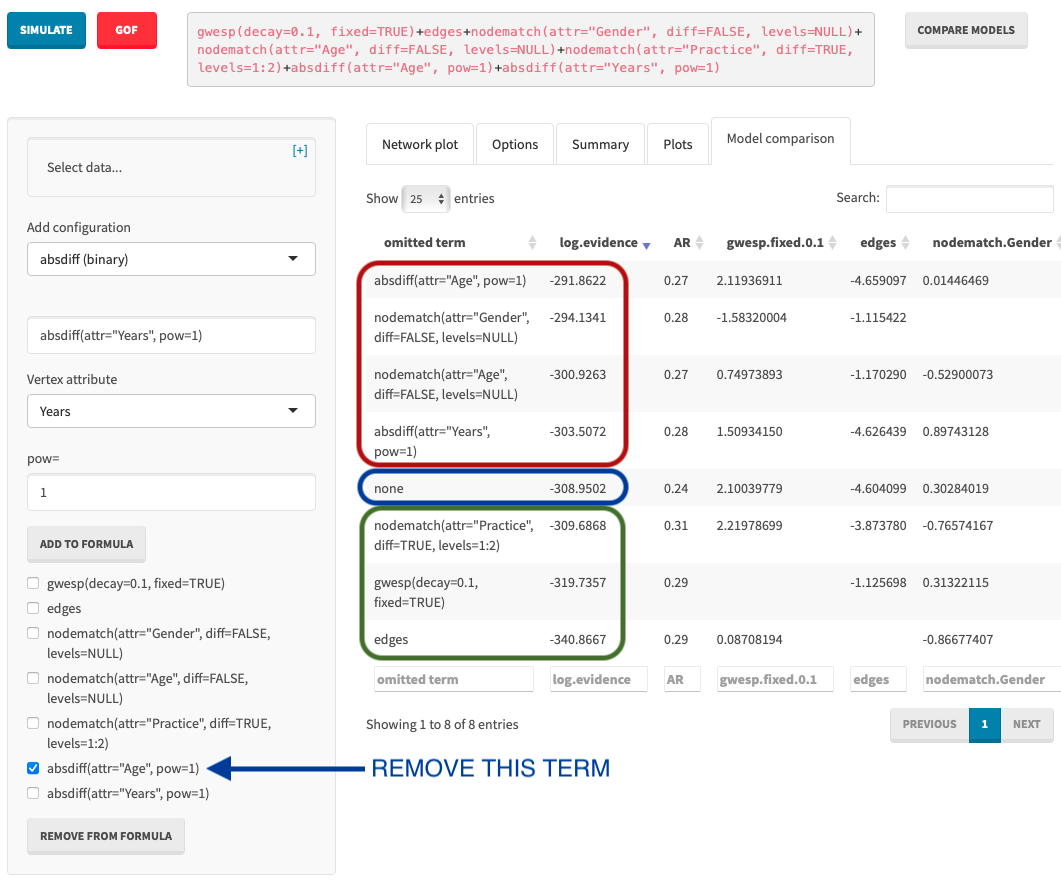 SIMULATE
GOF
gwesp(decay=0.1, fixed=TRUE)+edges+nodematch(attr="Gender", diff=FALSE, levels=NULL)+
nodematch(attr="Age", diff=FALSE, levels=NULL)+nodematch(attr="Practice", diff=TRUE,
levels=1:2)+absdiff(attr="Age", pow=1)+absdiff(attr="Years", pow=1)
COMPARE MODELS
[+]
Select data...
Add configuration
absdiff (binary)
absdiff(attr="Years", pow=1)
Vertex attribute
Years
pow=
1
ADD TO FORMULA
gwesp(decay=0.1, fixed=TRUE)
edges
nodematch(attr="Gender", diff=FALSE,
levels=NULL)
nodematch(attr="Age", diff=FALSE,
levels=NULL)
nodematch(attr="Practice", diff=TRUE,
levels=1:2)
absdiff(attr="Age", pow=1)
absdiff(attr="Years", pow=1)
REMOVE FROM FORMULA
Network plot Options Summary Plots Model comparison
Show 25 entries
Search:
omitted term log.evidence AR gwesp.fixed.0.1 edges nodematch.Gender
absdiff(attr="Age", pow=1) -291.8622 0.27 2.11936911 -4.659097 0.01446469
nodematch(attr="Gender", -294.1341 0.28 -1.58320004 -1.115422
diff=FALSE, levels=NULL)
nodematch(attr="Age", -300.9263 0.27 0.74973893 -1.170290 -0.52900073
diff=FALSE, levels=NULL)
absdiff(attr="Years", -303.5072 0.28 1.50934150 -4.626439 0.89743128
pow=1)
none -308.9502 0.24 2.10039779 -4.604099 0.30284019
nodematch(attr="Practice", -309.6868 0.31 2.21978699 -3.873780 -0.76574167
diff=TRUE, levels=1:2)
gwesp(decay=0.1, -319.7357 0.29 -1.125698 0.31322115
fixed=TRUE)
edges -340.8667 0.29 0.08708194 -0.86677407
omitted term log.evidence AR gwesp.fixed.0.1 edges nodematch.Gender
Showing 1 to 8 of 8 entries
PREVIOUS 1 NEXT
REMOVE THIS TERM